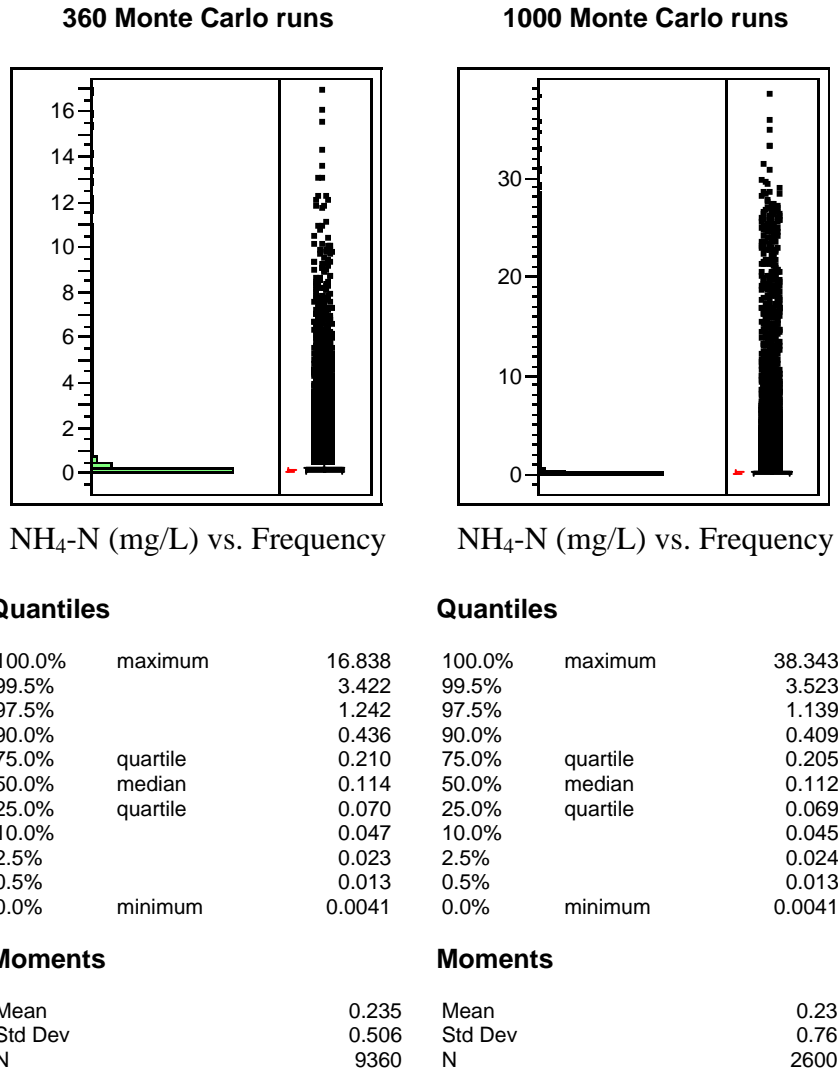 360 Monte Carlo runs 1000 Monte Carlo runs
16
14
12
10
8
6
4
2
0
30
20
10
0
NH₄-N (mg/L) vs. Frequency NH₄-N (mg/L) vs. Frequency
Quantiles Quantiles
100.0% maximum 16.838 100.0% maximum 38.343
99.5% 3.422 99.5% 3.523
97.5% 1.242 97.5% 1.139
90.0% 0.436 90.0% 0.409
75.0% quartile 0.210 75.0% quartile 0.205
50.0% median 0.114 50.0% median 0.112
25.0% quartile 0.070 25.0% quartile 0.069
10.0% 0.047 10.0% 0.045
2.5% 0.023 2.5% 0.024
0.5% 0.013 0.5% 0.013
0.0% minimum 0.0041 0.0% minimum 0.0041
Moments Moments
Mean 0.235 Mean 0.23
Std Dev 0.506 Std Dev 0.76
N 9360 N 2600